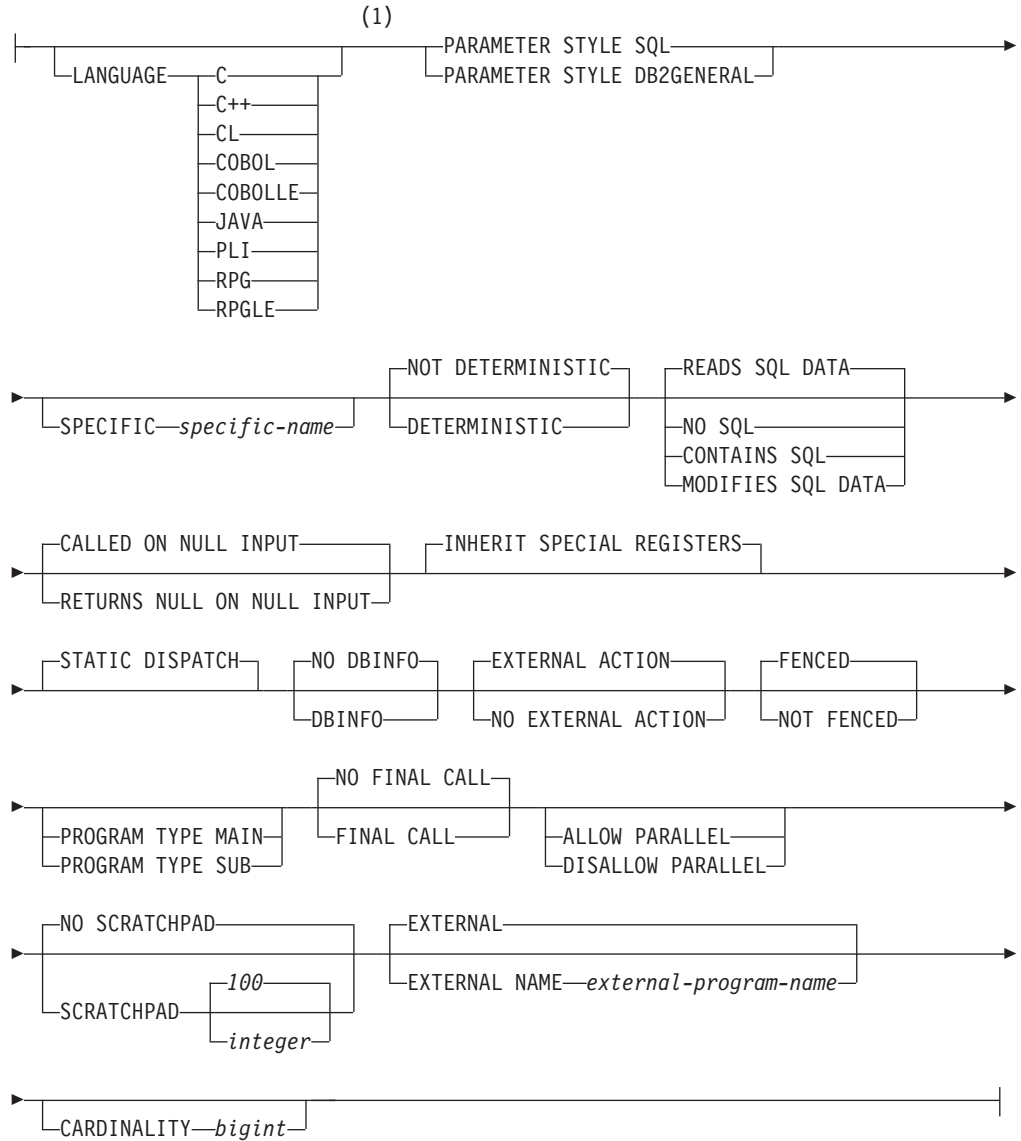 (1)
PARAMETER STYLE SQL
LANGUAGE C PARAMETER STYLE DB2GENERAL
C++
CL
COBOL
COBOLLE
JAVA
PLI
RPG
RPGLE
NOT DETERMINISTIC READS SQL DATA
SPECIFIC specific-name DETERMINISTIC NO SQL
CONTAINS SQL
MODIFIES SQL DATA
CALLED ON NULL INPUT INHERIT SPECIAL REGISTERS
RETURNS NULL ON NULL INPUT
STATIC DISPATCH NO DBINFO EXTERNAL ACTION FENCED
DBINFO NO EXTERNAL ACTION NOT FENCED
NO FINAL CALL
PROGRAM TYPE MAIN FINAL CALL ALLOW PARALLEL
PROGRAM TYPE SUB DISALLOW PARALLEL
NO SCRATCHPAD EXTERNAL
100 EXTERNAL NAME external-program-name
SCRATCHPAD
integer
CARDINALITY bigint